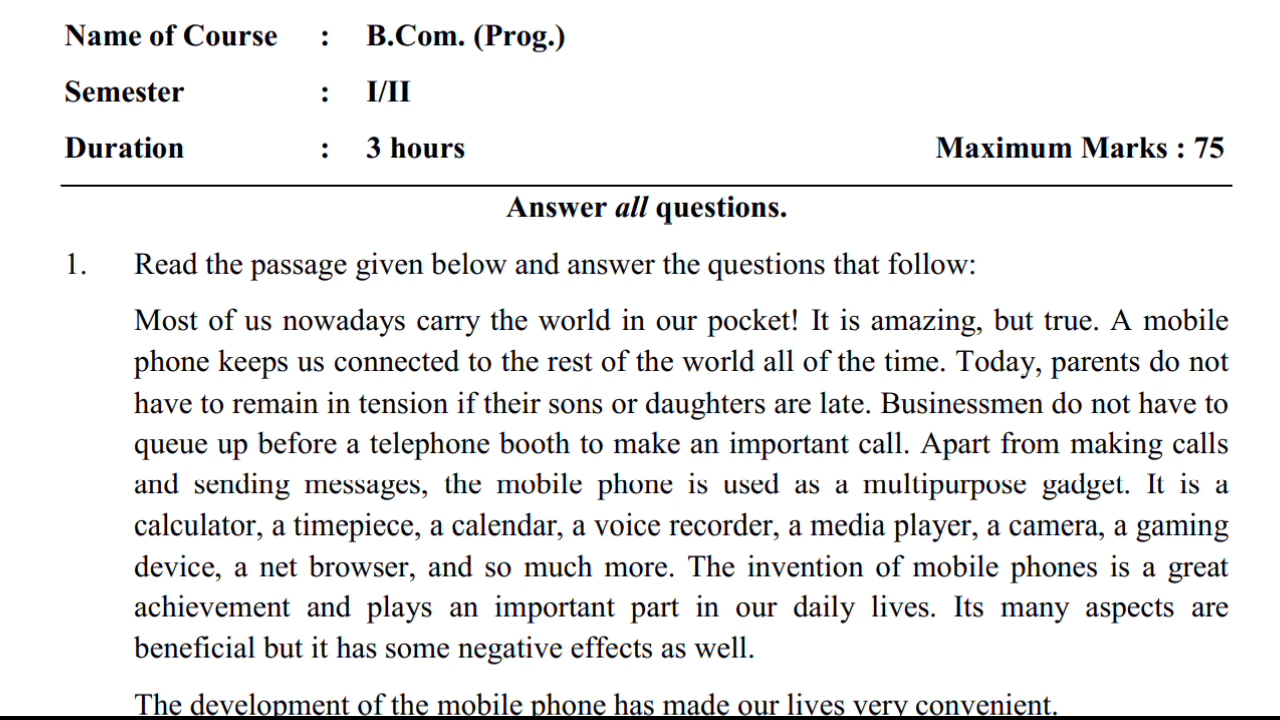 Name of Course : B.Com. (Prog.)
Semester : I/II
Duration : 3 hours Maximum Marks : 75
Answer all questions.
1. Read the passage given below and answer the questions that follow:
Most of us nowadays carry the world in our pocket! It is amazing, but true. A mobile
phone keeps us connected to the rest of the world all of the time. Today, parents do not
have to remain in tension if their sons or daughters are late. Businessmen do not have to
queue up before a telephone booth to make an important call. Apart from making calls
and sending messages, the mobile phone is used as a multipurpose gadget. It is a
calculator, a timepiece, a calendar, a voice recorder, a media player, a camera, a gaming
device, a net browser, and so much more. The invention of mobile phones is a great
achievement and plays an important part in our daily lives. Its many aspects are
beneficial but it has some negative effects as well.
The development of the mobile phone has made our lives very convenient.